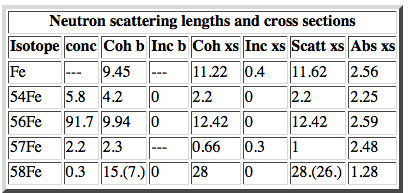 Neutron scattering lengths and cross sections
Isotope conc Coh b Inc b Coh xs Inc xs Scatt xs Abs xs
Fe --- 9.45 --- 11.22 0.4 11.62 2.56
54Fe 5.8 4.2 0 2.2 0 2.2 2.25
56Fe 91.7 9.94 0 12.42 0 12.42 2.59
57Fe 2.2 2.3 --- 0.66 0.3 1 2.48
58Fe 0.3 15.(7.) 0 28 0 28.(26.) 1.28